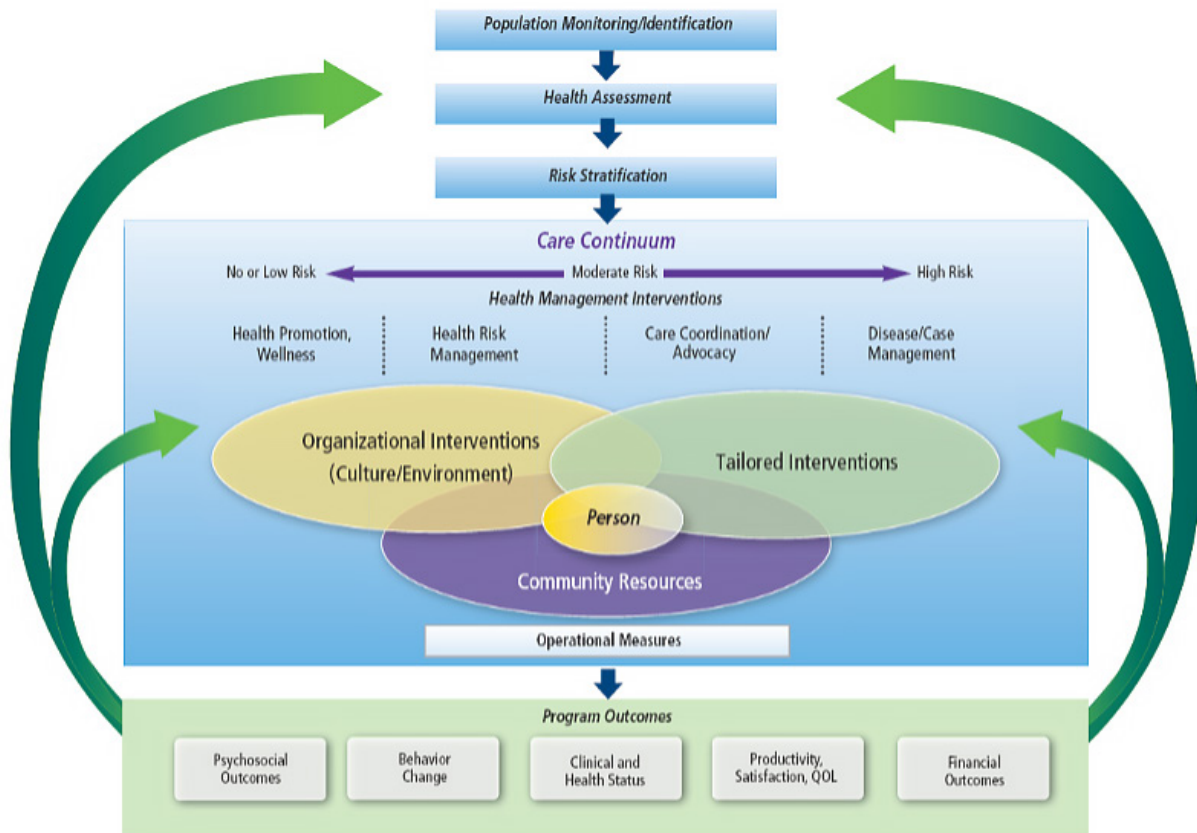 Population Monitoring/Identification
Health Assessment
Risk Stratification
Care Continuum
No or Low Risk
Moderate Risk
High Risk
Health Management Interventions
Health Promotion,
Wellness
Health Risk
Management
Care Coordination/
Advocacy
Disease/Case
Management
Organizational Interventions
(Culture/Environment)
Tailored Interventions
Person
Community Resources
Operational Measures
Program Outcomes
Psychosocial
Outcomes
Behavior
Change
Clinical and
Health Status
Productivity,
Satisfaction, QOL
Financial
Outcomes